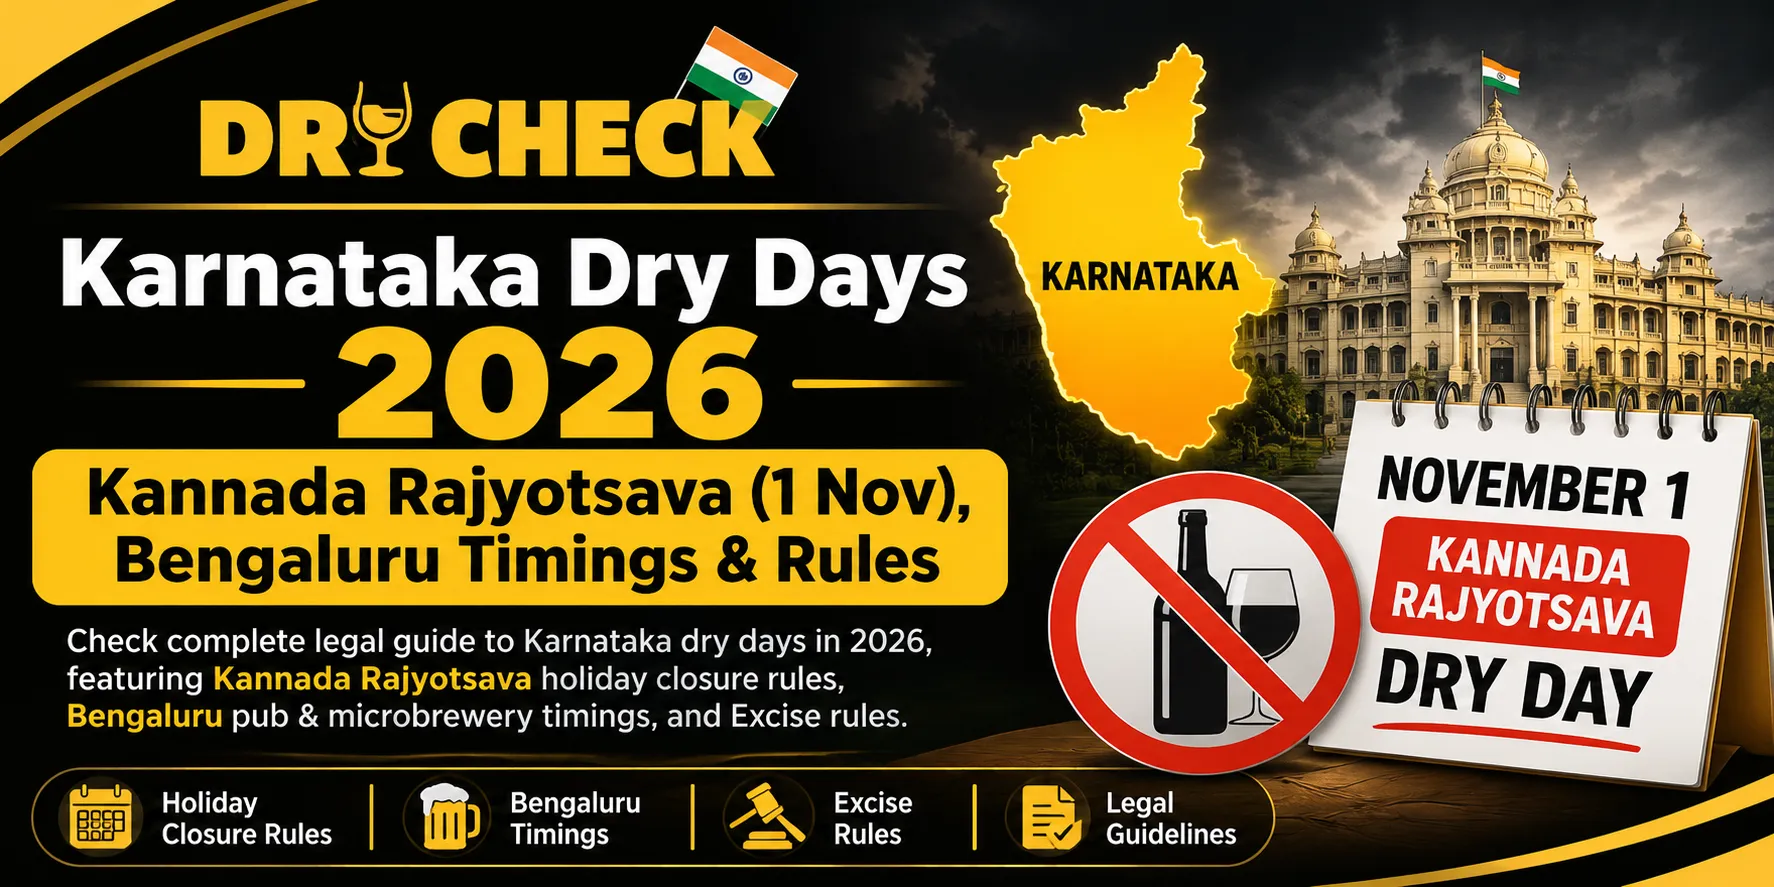 DRY CHECK
Karnataka Dry Days
2026
Kannada Rajyotsava (1 Nov),
Bengaluru Timings & Rules
Check complete legal guide to Karnataka dry days in 2026,
featuring Kannada Rajyotsava holiday closure rules,
Bengaluru pub & microbrewery timings, and Excise rules.
Holiday
Closure Rules
Bengaluru
Timings
Excise
Rules
Legal
Guidelines
KARNATAKA
NOVEMBER 1
KANNADA
RAJYOTSAVA
DRY DAY